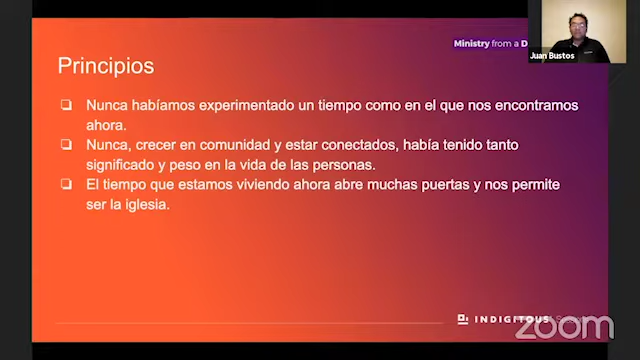 Ministry from a D
Juan Bustos
Principios
❏ Nunca habíamos experimentado un tiempo como en el que nos encontramos
ahora.
❏ Nunca, crecer en comunidad y estar conectados, había tenido tanto
significado y peso en la vida de las personas.
❏ El tiempo que estamos viviendo ahora abre muchas puertas y nos permite
ser la iglesia.
INDIGITOUS
zoom